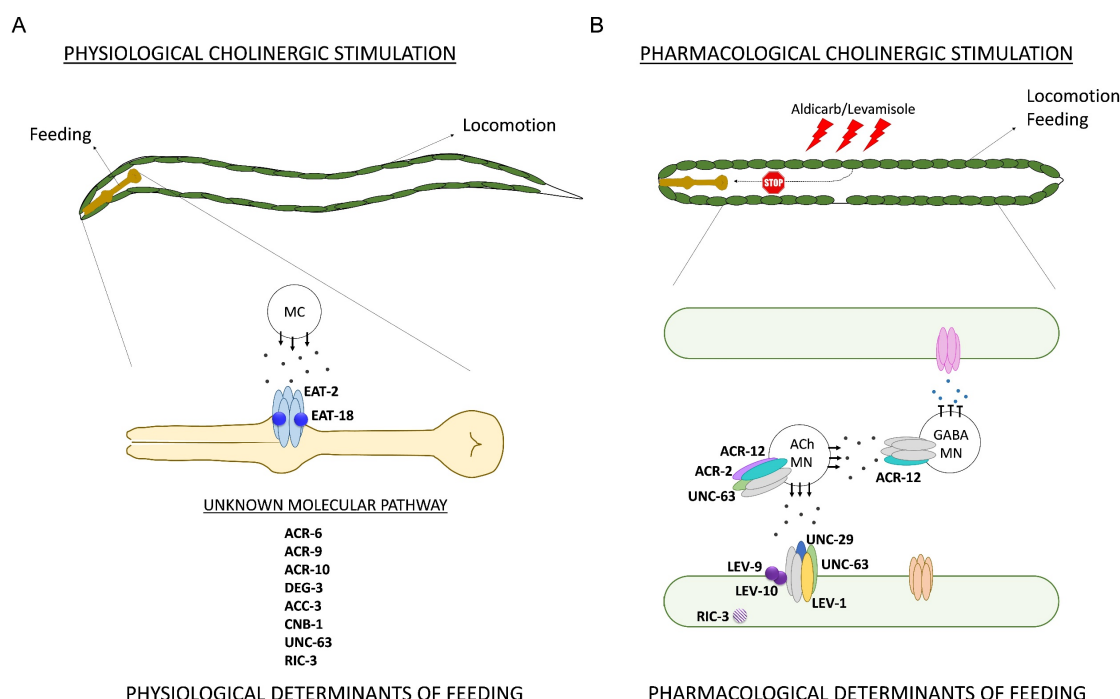 A
PHYSIOLOGICAL CHOLINERGIC STIMULATION
Feeding
Locomotion
MC
EAT-2
EAT-18
UNKNOWN MOLECULAR PATHWAY
ACR-6
ACR-9
ACR-10
DEG-3
ACC-3
CNB-1
UNC-63
RIC-3
PHYSIOLOGICAL DETERMINANTS OF FEEDING
B
PHARMACOLOGICAL CHOLINERGIC STIMULATION
Aldicarb/Levamisole
Locomotion
Feeding
STOP
ACh
MN
ACR-12
ACR-2
UNC-63
GABA
MN
ACR-12
UNC-29
LEV-9
UNC-63
LEV-10
LEV-1
RIC-3
PHARMACOLOGICAL DETERMINANTS OF FEEDING